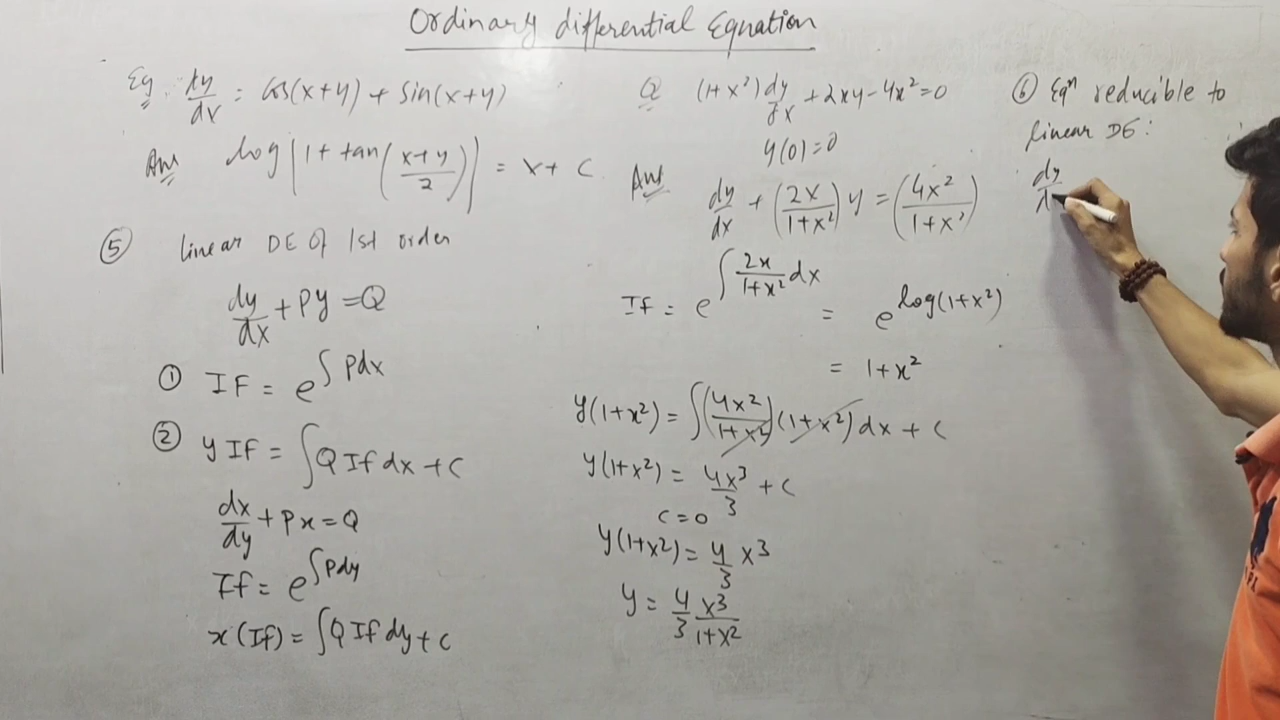 Ordinary differential Equation
Eg. dy/dx = cos(x+y) + sin(x+y)
Ans log|1 + tan((x+y)/2)| = x + c
⑤ linear DE of 1st order
dy/dx + Py = Q
① IF = e^∫Pdx
② y IF = ∫Q If dx + c
dx/dy + Px = Q
If = e^∫Pdy
x(If) = ∫Q If dy + c
Q (1+x²)dy/dx + 2xy - 4x² = 0
y(0) = 0
Ans dy/dx + (2x/(1+x²)) y = (4x²/(1+x²))
If = e^∫2x/(1+x²) dx = e^log(1+x²)
= 1+x²
y(1+x²) = ∫(4x²/(1+x²))(1+x²)dx + c
y(1+x²) = 4x³/3 + c
c = 0
y(1+x²) = 4/3 x³
y = 4/3 x³/(1+x²)
⑥ Eqⁿ reducible to
linear DE:
dy/d